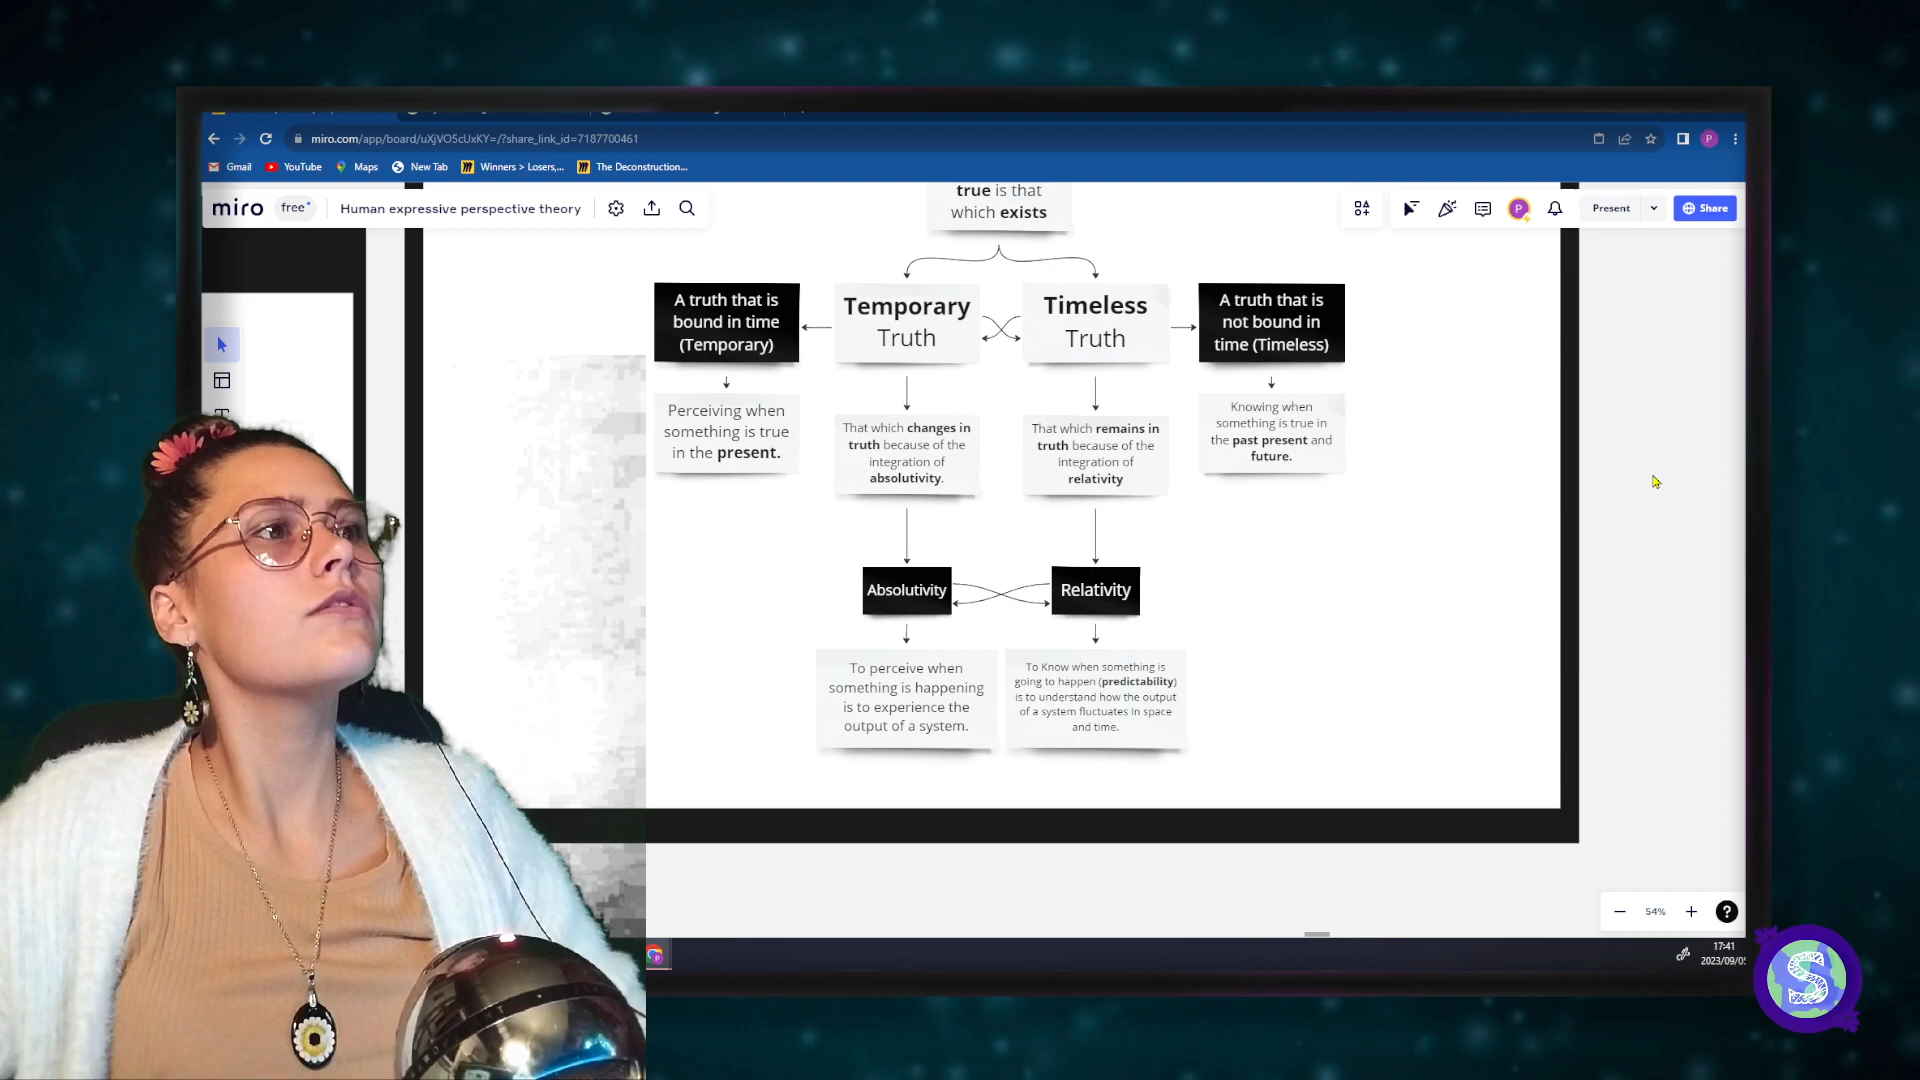 miro.com/app/board/uXjVO5cUxKY=/?share_link_id=7187700461
P
Gmail
YouTube
Maps
New Tab
Winners > Losers,...
The Deconstruction...
miro
free
Human expressive perspective theory
P
Present
Share
true is that
which exists
A truth that is
bound in time
(Temporary)
Temporary
Truth
Timeless
Truth
A truth that is
not bound in
time (Timeless)
Perceiving when
something is true
in the present.
That which changes in
truth because of the
integration of
absolutivity.
That which remains in
truth because of the
integration of
relativity
Knowing when
something is true in
the past present and
future.
Absolutivity
Relativity
To perceive when
something is happening
is to experience the
output of a system.
To Know when something is
going to happen (predictability)
is to understand how the output
of a system fluctuates in space
and time.
54%
?
17:41
2023/09/05
S